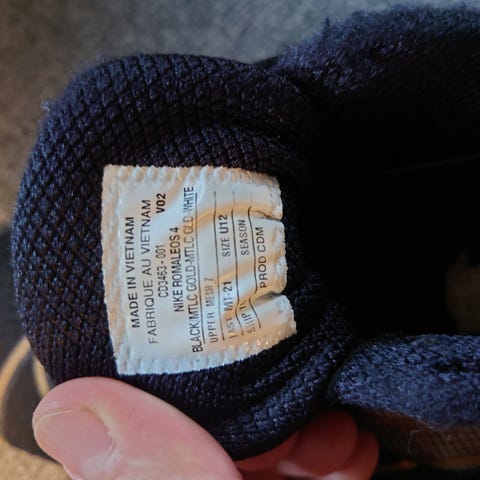 MADE IN VIETNAM
FABRIQUE AU VIETNAM
CD3463-001 V02
NIKE ROMALEOS 4
BLACK/MTLC GOLD-MTLC GLD-WHITE
UPPER MESH Z
LAST MT-21 SIZE U12
SHIP SEASON
PROD CDM